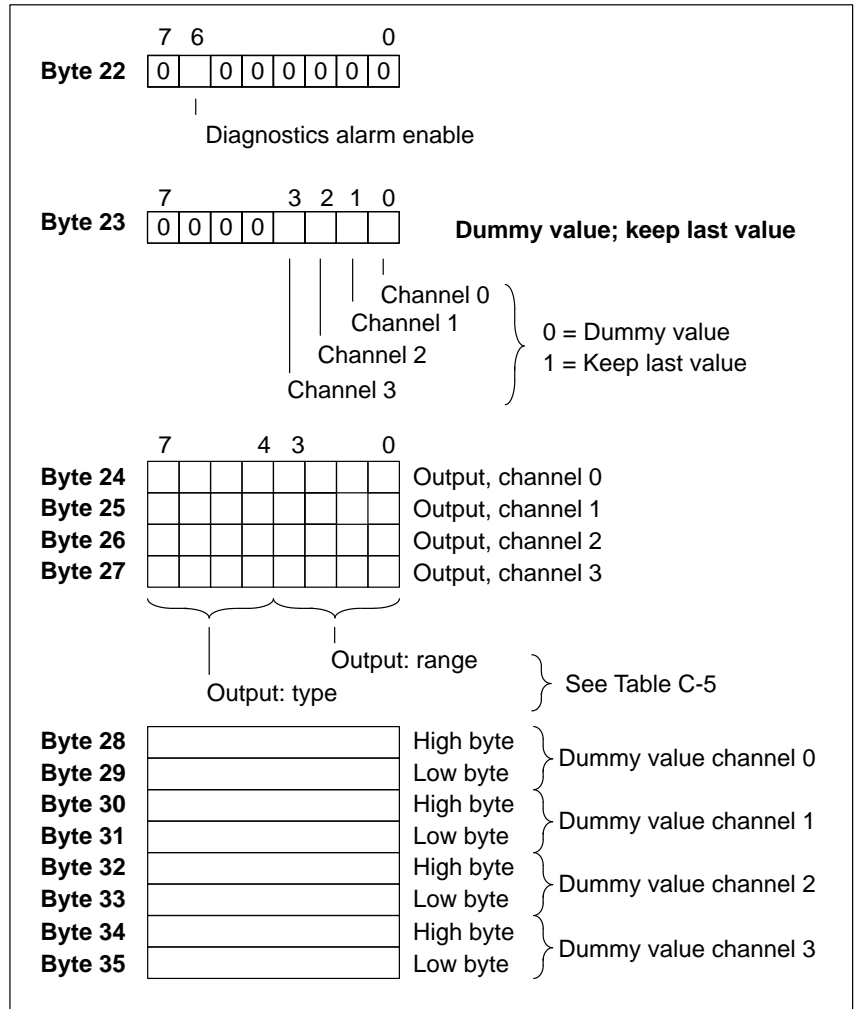 7 6 0
Byte 22 0 0 0 0 0 0 0
Diagnostics alarm enable
7 3 2 1 0
Byte 23 0 0 0 0 Dummy value; keep last value
Channel 0
Channel 1
Channel 2
Channel 3
0 = Dummy value
1 = Keep last value
7 4 3 0
Byte 24 Output, channel 0
Byte 25 Output, channel 1
Byte 26 Output, channel 2
Byte 27 Output, channel 3
Output: range
Output: type
See Table C-5
Byte 28 High byte
Byte 29 Low byte
Dummy value channel 0
Byte 30 High byte
Byte 31 Low byte
Dummy value channel 1
Byte 32 High byte
Byte 33 Low byte
Dummy value channel 2
Byte 34 High byte
Byte 35 Low byte
Dummy value channel 3